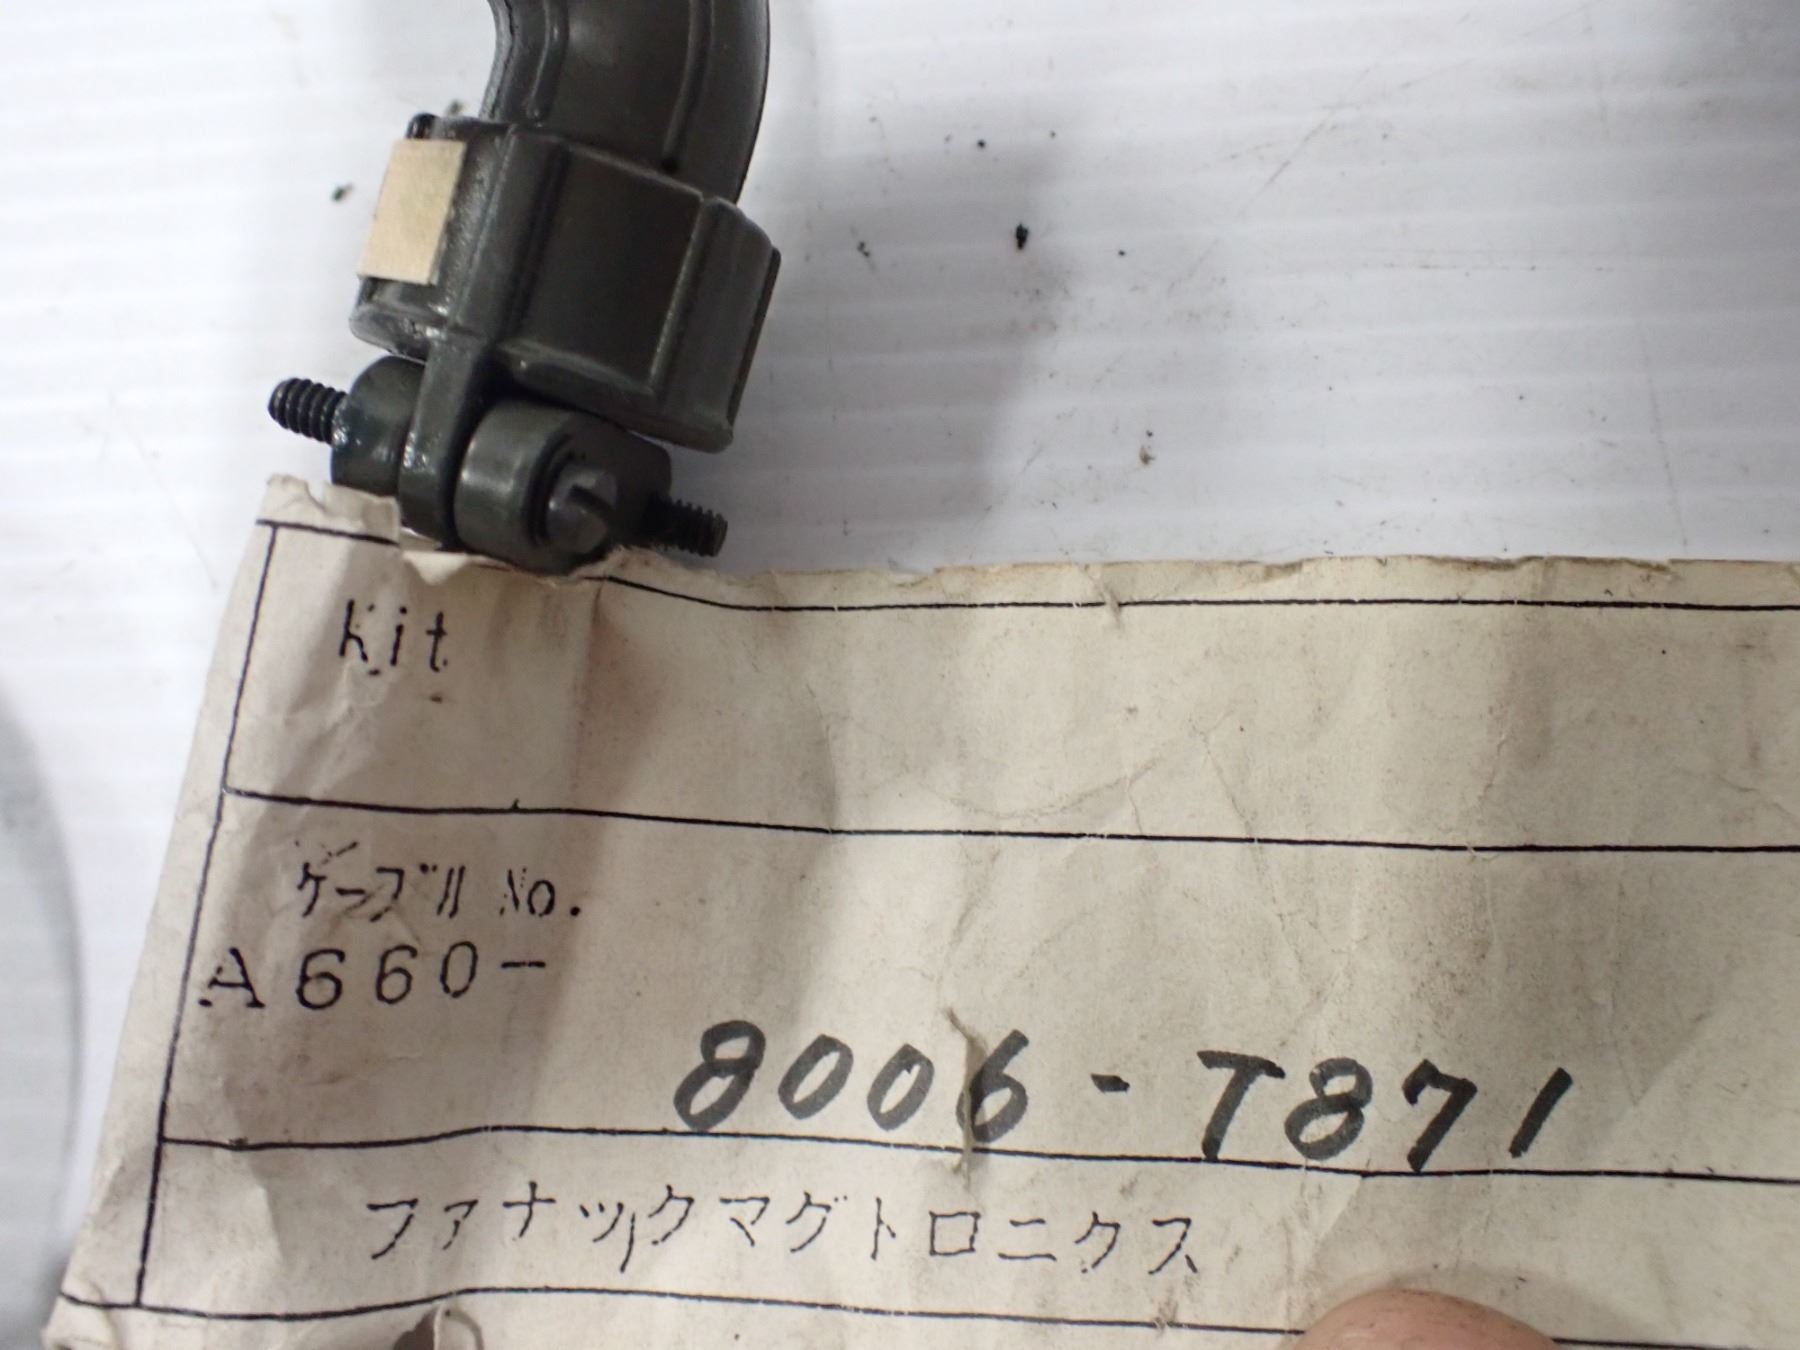 Kit
ケーブル No.
A660-
8006-T871
ファナックマグトロニクス